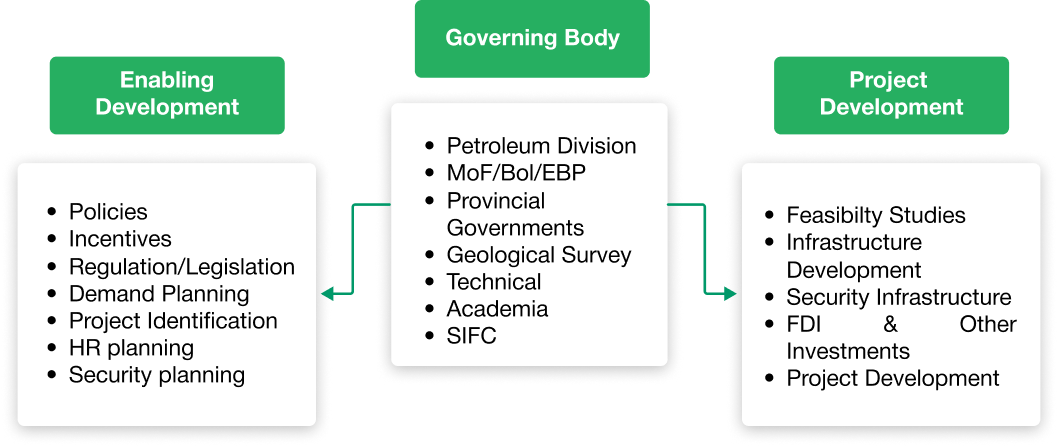 Governing Body
Enabling
Development
Project
Development
• Petroleum Division
• MoF/BoI/EBP
• Provincial
Governments
• Geological Survey
• Technical
• Academia
• SIFC
• Policies
• Incentives
• Regulation/Legislation
• Demand Planning
• Project Identification
• HR planning
• Security planning
• Feasibilty Studies
• Infrastructure
Development
• Security Infrastructure
• FDI & Other
Investments
• Project Development